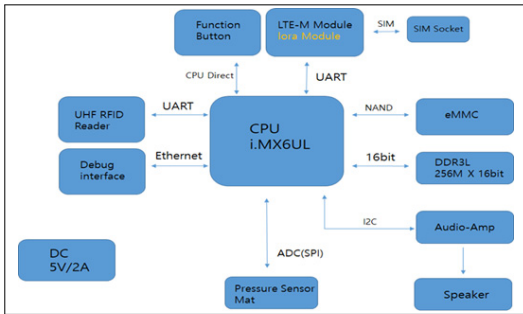 Function
Button
LTE-M Module
lora Module
SIM
SIM Socket
CPU Direct
UART
UHF RFID
Reader
UART
CPU
i.MX6UL
NAND
eMMC
Debug
interface
Ethernet
16bit
DDR3L
256M X 16bit
I2C
Audio-Amp
DC
5V/2A
ADC(SPI)
Pressure Sensor
Mat
Speaker